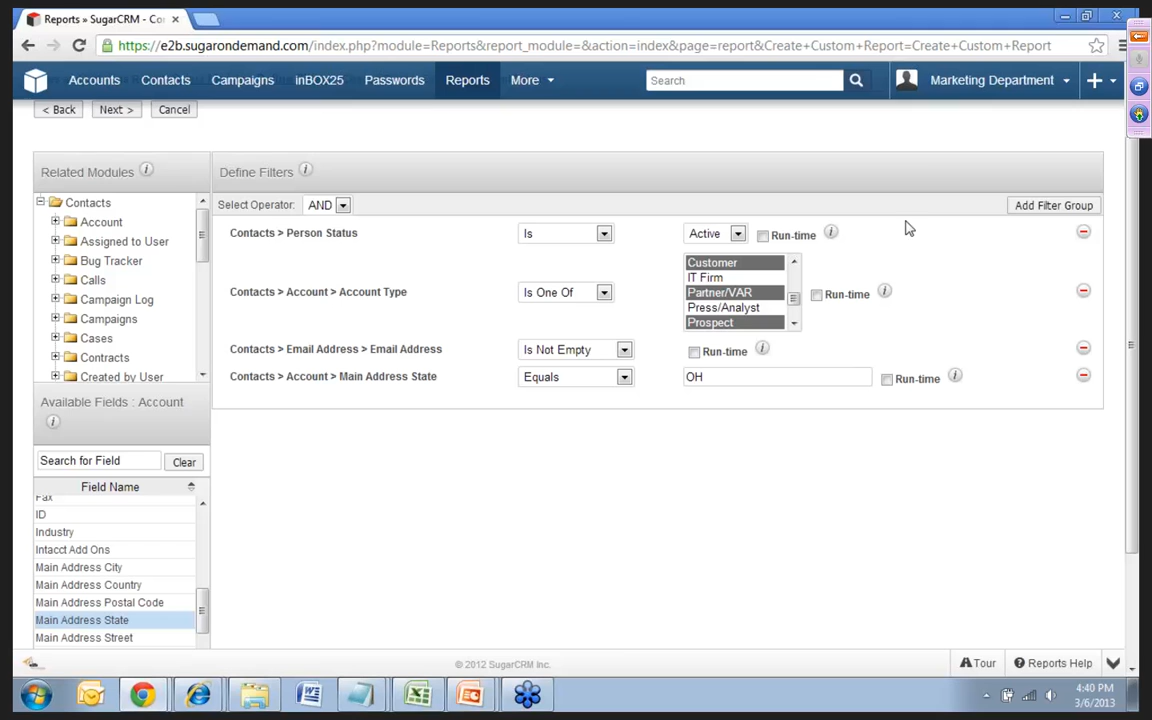 Reports » SugarCRM - Co
https://e2b.sugarondemand.com/index.php?module=Reports&report_module=&action=index&page=report&Create+Custom+Report=Create+Custom+Report
Accounts Contacts Campaigns inBOX25 Passwords Reports More Search Marketing Department
< Back Next > Cancel
Related Modules i Define Filters i
Contacts
Select Operator: AND Add Filter Group
Account
Contacts > Person Status Is Active Run-time i
Assigned to User
Bug Tracker
Customer
Calls
IT Firm
Campaign Log
Contacts > Account > Account Type Is One Of Partner/VAR Run-time i
Campaigns
Press/Analyst
Cases
Prospect
Contracts
Contacts > Email Address > Email Address Is Not Empty Run-time i
Created by User
Contacts > Account > Main Address State Equals OH Run-time i
Available Fields : Account
i
Search for Field Clear
Field Name
Fax
ID
Industry
Intacct Add Ons
Main Address City
Main Address Country
Main Address Postal Code
Main Address State
Main Address Street
© 2012 SugarCRM Inc. Tour Reports Help
4:40 PM
3/6/2013